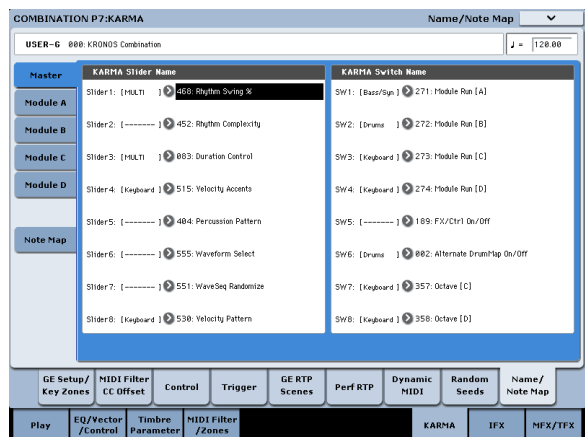 COMBINATION P7:KARMA Name/Note Map
USER-G 000: KRONOS Combination ♩ = 120.00
Master
Module A
Module B
Module C
Module D
Note Map
KARMA Slider Name
Slider1: [MULTI ] 468: Rhythm Swing %
Slider2: [------- ] 452: Rhythm Complexity
Slider3: [MULTI ] 083: Duration Control
Slider4: [Keyboard ] 515: Velocity Accents
Slider5: [------- ] 404: Percussion Pattern
Slider6: [------- ] 555: Waveform Select
Slider7: [------- ] 551: WaveSeq Randomize
Slider8: [Keyboard ] 530: Velocity Pattern
KARMA Switch Name
SW1: [Bass/Syn ] 271: Module Run [A]
SW2: [Drums ] 272: Module Run [B]
SW3: [Keyboard ] 273: Module Run [C]
SW4: [Keyboard ] 274: Module Run [D]
SW5: [------- ] 189: FX/Ctrl On/Off
SW6: [Drums ] 002: Alternate DrumMap On/Off
SW7: [Keyboard ] 357: Octave [C]
SW8: [Keyboard ] 358: Octave [D]
GE Setup/ Key Zones
MIDI Filter CC Offset
Control
Trigger
GE RTP Scenes
Perf RTP
Dynamic MIDI
Random Seeds
Name/ Note Map
Play
EQ/Vector /Control
Timbre Parameter
MIDI Filter /Zones
KARMA
IFX
MFX/TFX